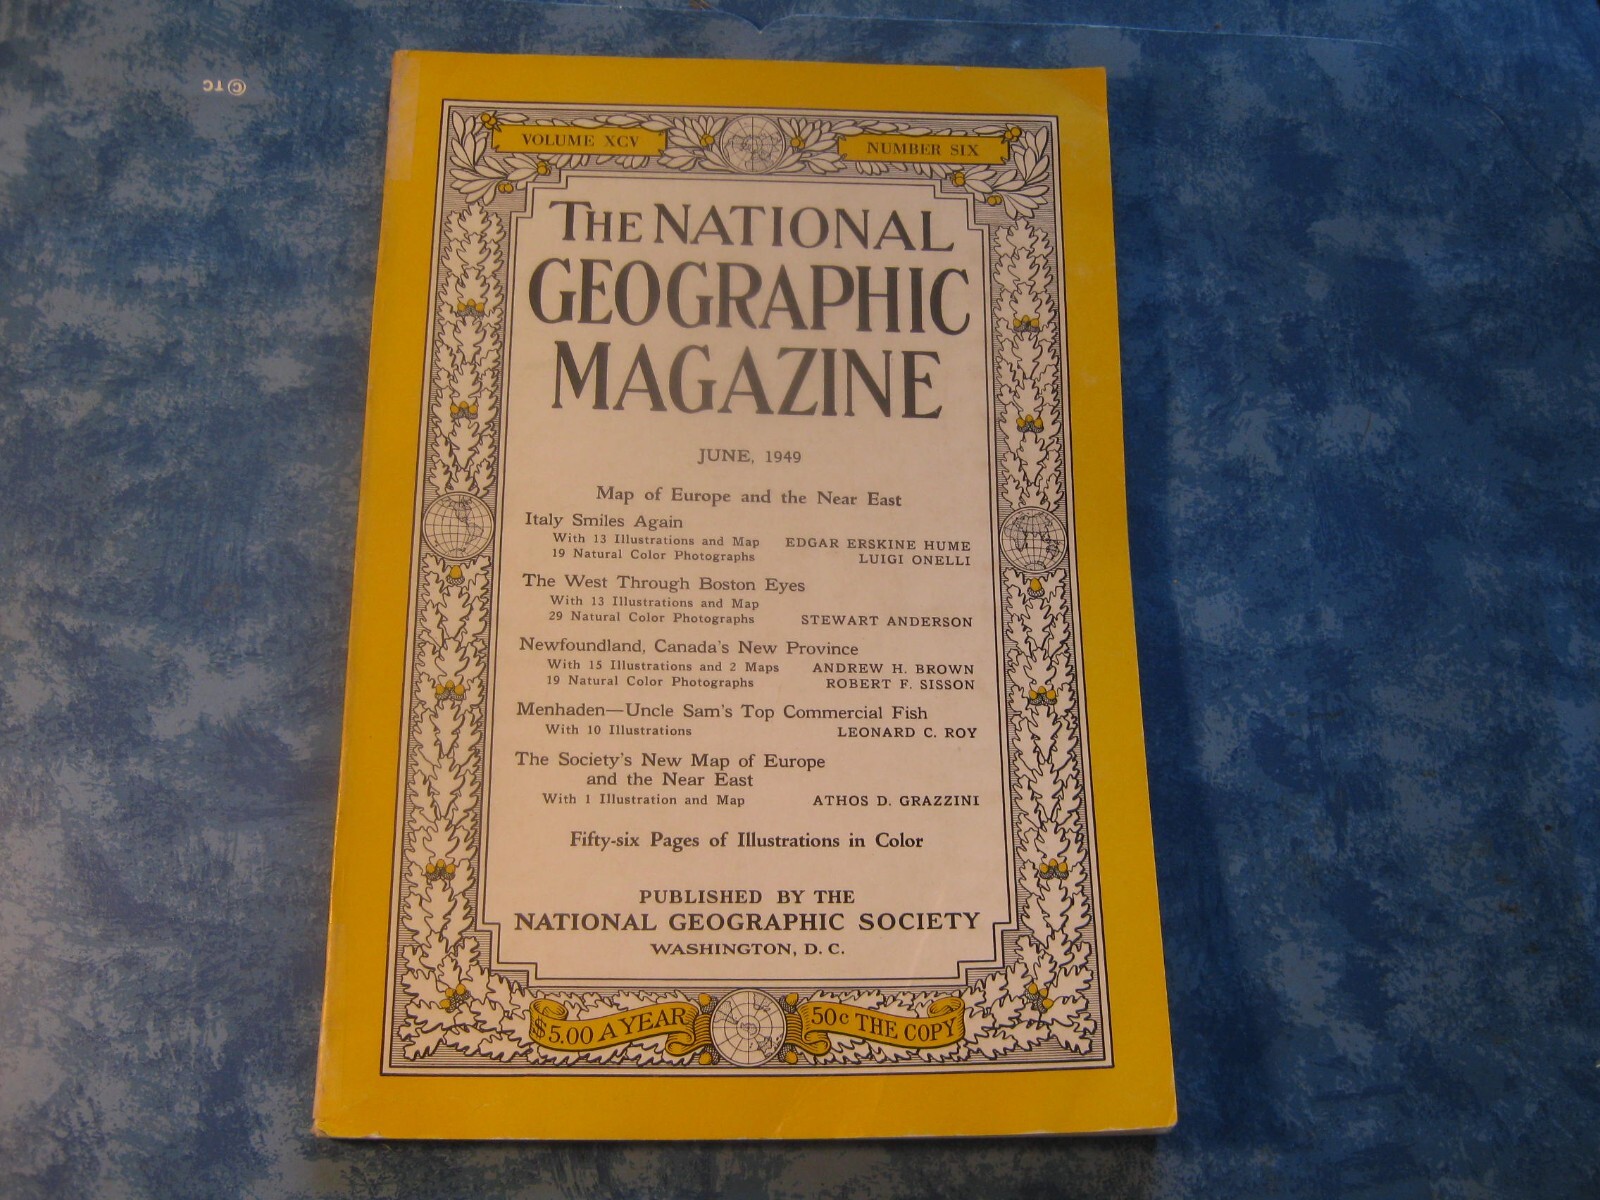 ©TC
VOLUME XCV
NUMBER SIX
THE NATIONAL
GEOGRAPHIC
MAGAZINE
JUNE, 1949
Map of Europe and the Near East
Italy Smiles Again
With 13 Illustrations and Map EDGAR ERSKINE HUME
19 Natural Color Photographs LUIGI ONELLI
The West Through Boston Eyes
With 13 Illustrations and Map
29 Natural Color Photographs STEWART ANDERSON
Newfoundland, Canada's New Province
With 15 Illustrations and 2 Maps ANDREW H. BROWN
19 Natural Color Photographs ROBERT F. SISSON
Menhaden—Uncle Sam's Top Commercial Fish
With 10 Illustrations LEONARD C. ROY
The Society's New Map of Europe
and the Near East
With 1 Illustration and Map ATHOS D. GRAZZINI
Fifty-six Pages of Illustrations in Color
PUBLISHED BY THE
NATIONAL GEOGRAPHIC SOCIETY
WASHINGTON, D. C.
$5.00 A YEAR
50c THE COPY